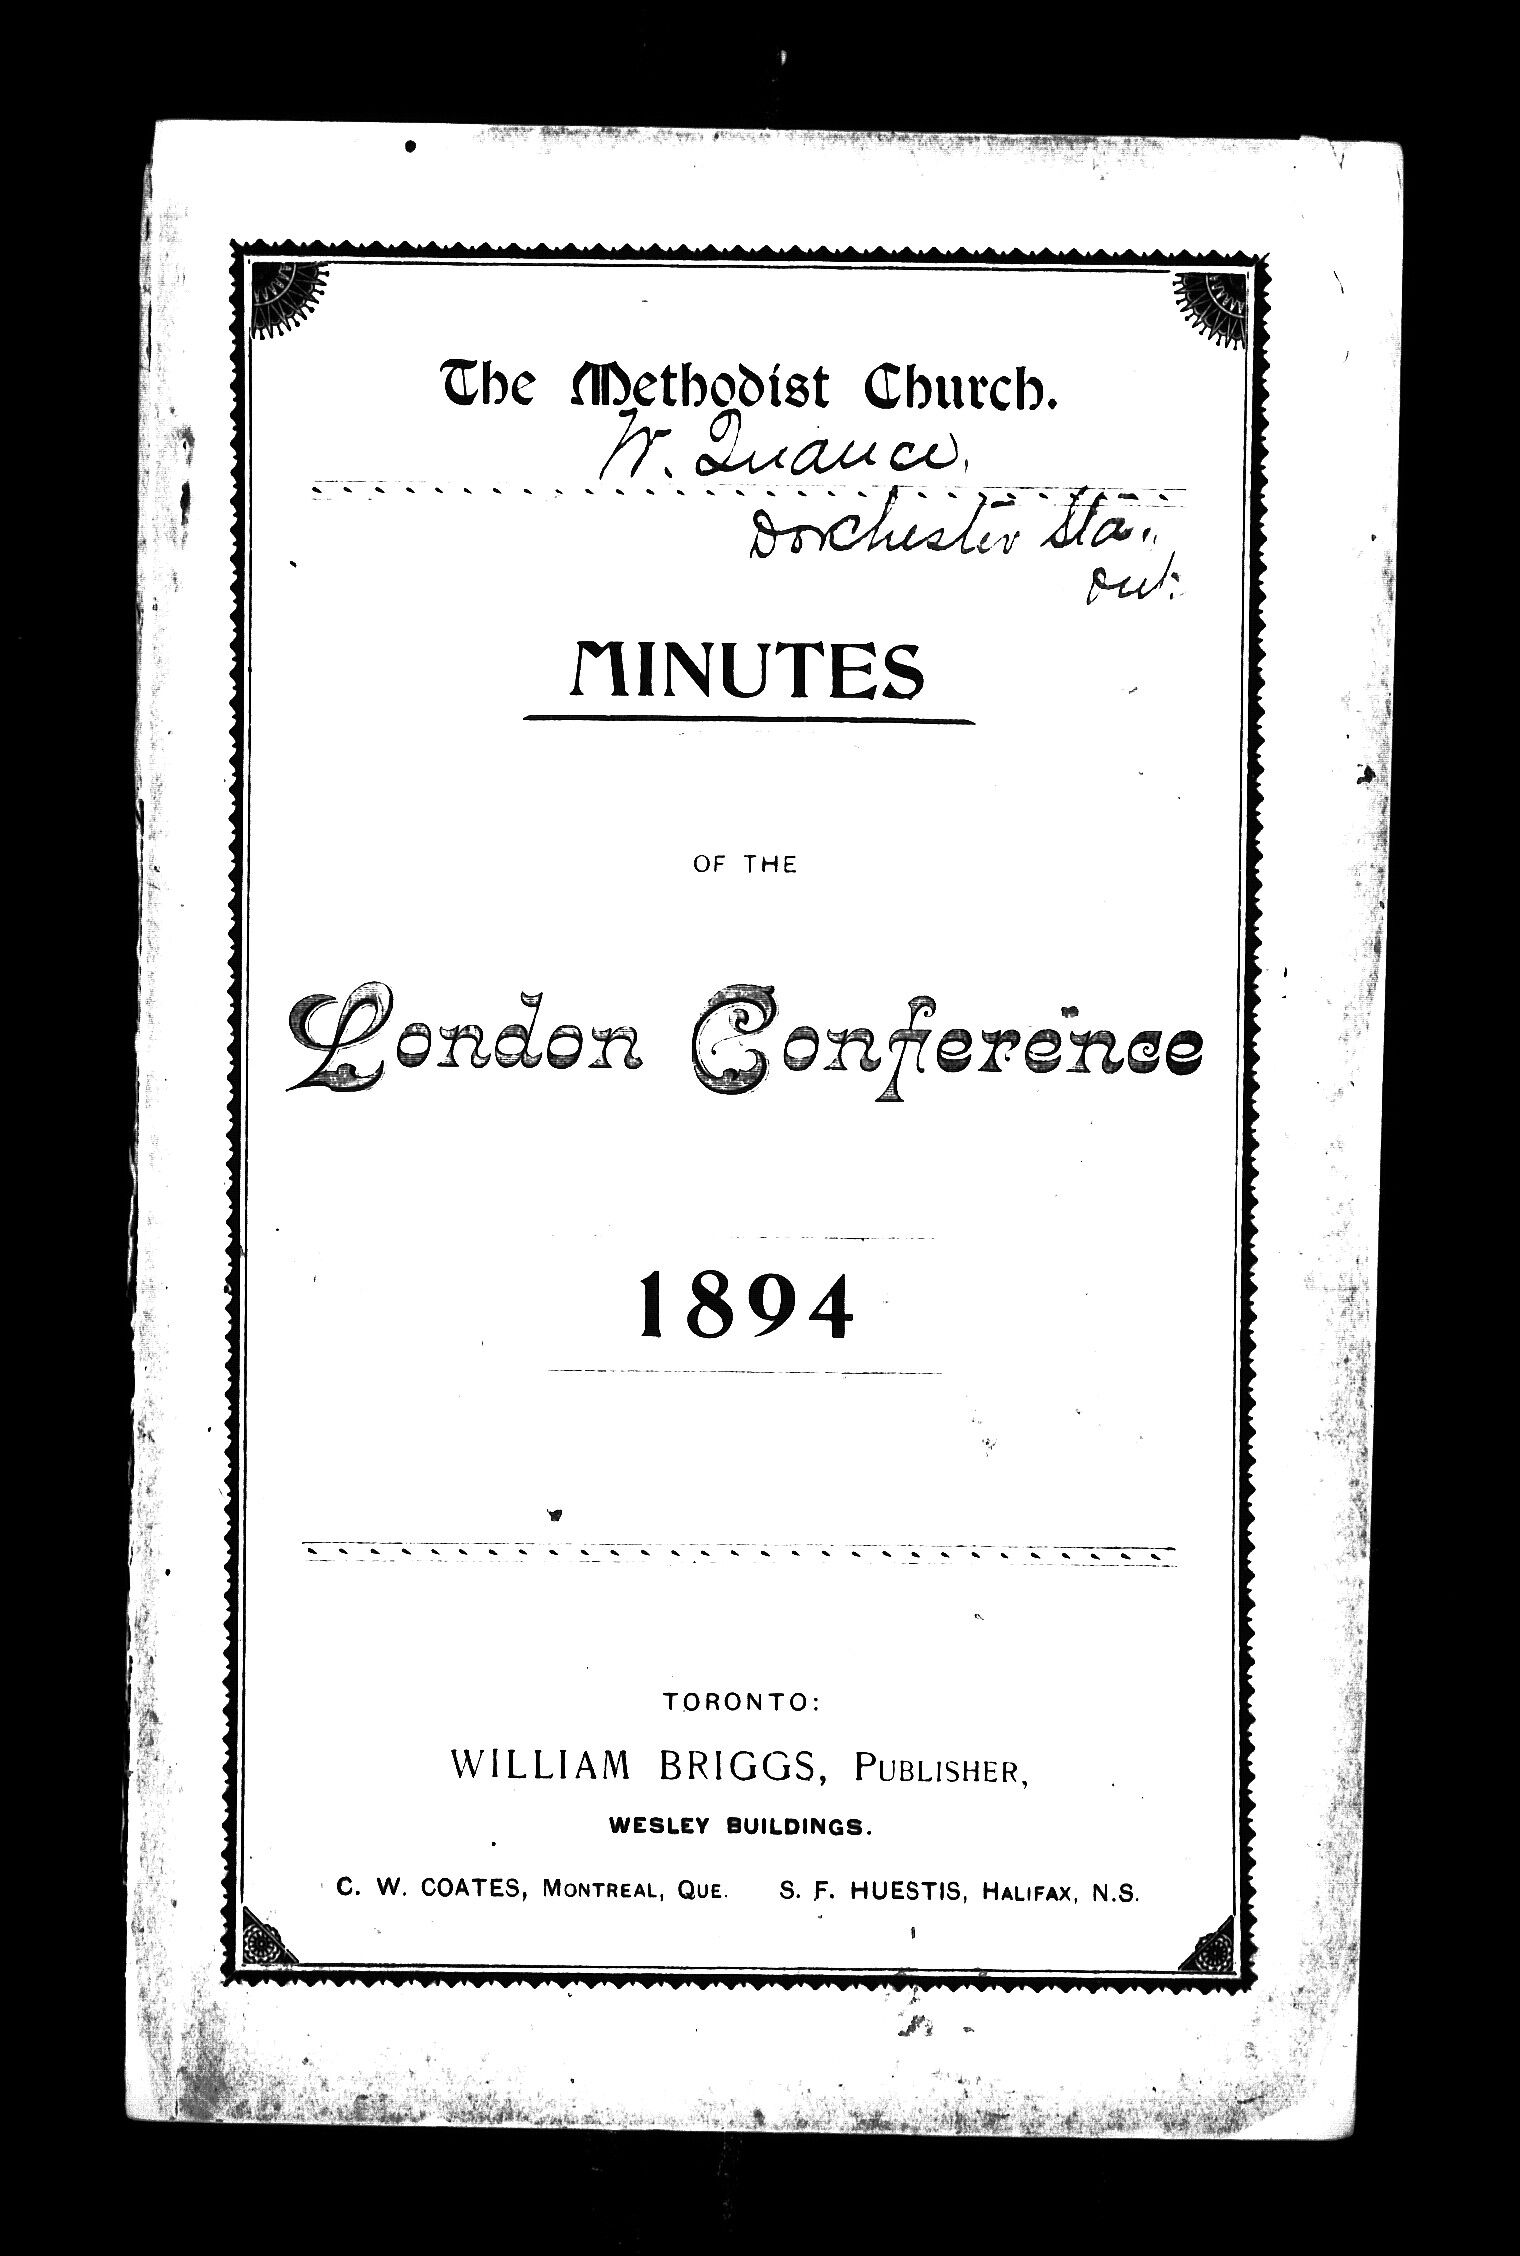 The Methodist Church.
W. Quance,
Dorchester Sta.,
Ont.
MINUTES
OF THE
London Conference
1894
TORONTO:
WILLIAM BRIGGS, PUBLISHER,
WESLEY BUILDINGS.
C. W. COATES, MONTREAL, QUE. S. F. HUESTIS, HALIFAX, N.S.